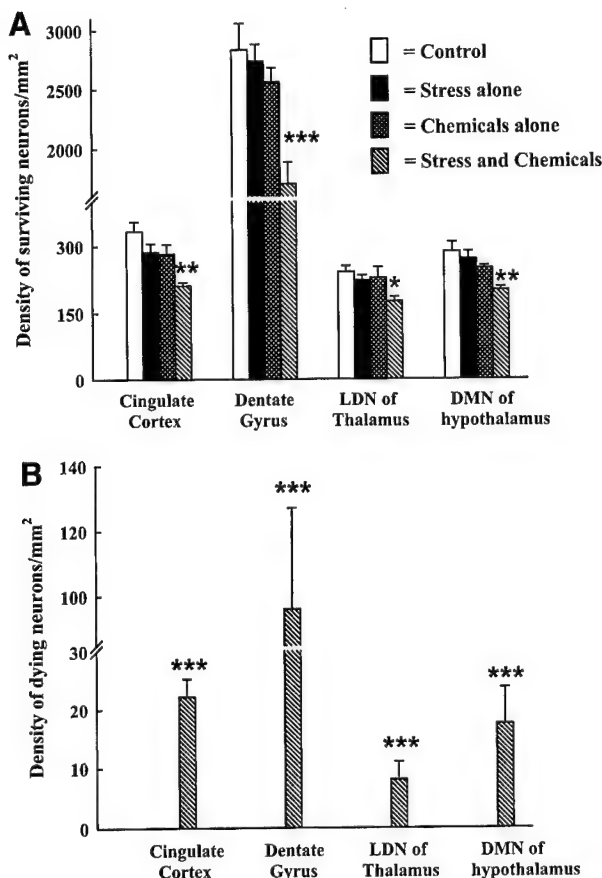 A
Density of surviving neurons/mm²
3000
2500
2000
300
150
0
= Control
= Stress alone
= Chemicals alone
= Stress and Chemicals
**
***
*
**
Cingulate Cortex
Dentate Gyrus
LDN of Thalamus
DMN of hypothalamus
B
Density of dying neurons/mm²
140
120
100
30
20
10
0
***
***
***
***
Cingulate Cortex
Dentate Gyrus
LDN of Thalamus
DMN of hypothalamus